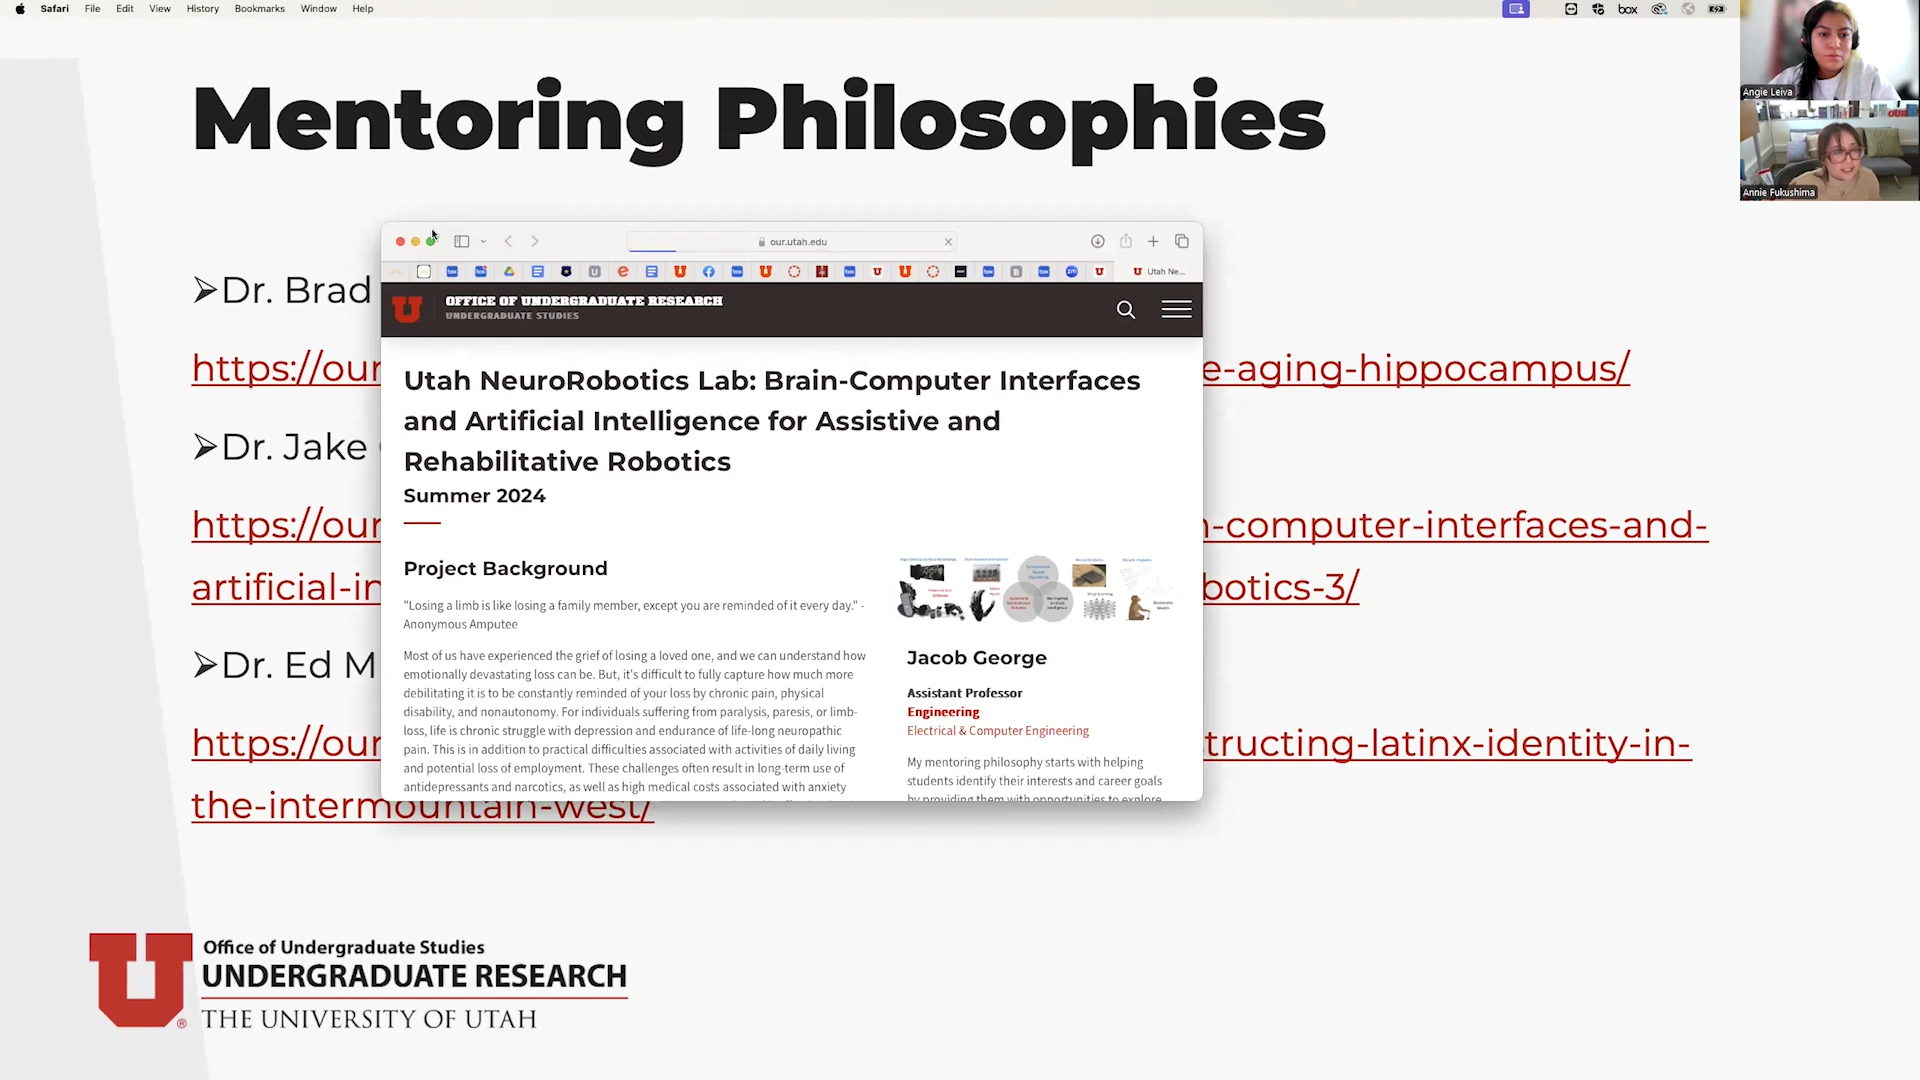 Safari File Edit View History Bookmarks Window Help
box
Angie Leiva
Annie Fukushima
Mentoring Philosophies
➢Dr. Brad
https://our
e-aging-hippocampus/
➢Dr. Jake
https://our
-computer-interfaces-and-
artificial-in
botics-3/
➢Dr. Ed M
https://our
tructing-latinx-identity-in-
the-intermountain-west/
our.utah.edu
Utah Ne...
OFFICE OF UNDERGRADUATE RESEARCH
UNDERGRADUATE STUDIES
Utah NeuroRobotics Lab: Brain-Computer Interfaces
and Artificial Intelligence for Assistive and
Rehabilitative Robotics
Summer 2024
Project Background
"Losing a limb is like losing a family member, except you are reminded of it every day." -
Anonymous Amputee
Most of us have experienced the grief of losing a loved one, and we can understand how
emotionally devastating loss can be. But, it's difficult to fully capture how much more
debilitating it is to be constantly reminded of your loss by chronic pain, physical
disability, and nonautonomy. For individuals suffering from paralysis, paresis, or limb-
loss, life is chronic struggle with depression and endurance of life-long neuropathic
pain. This is in addition to practical difficulties associated with activities of daily living
and potential loss of employment. These challenges often result in long-term use of
antidepressants and narcotics, as well as high medical costs associated with anxiety
Jacob George
Assistant Professor
Engineering
Electrical & Computer Engineering
My mentoring philosophy starts with helping
students identify their interests and career goals
by providing them with opportunities to explore
U
Office of Undergraduate Studies
UNDERGRADUATE RESEARCH
THE UNIVERSITY OF UTAH